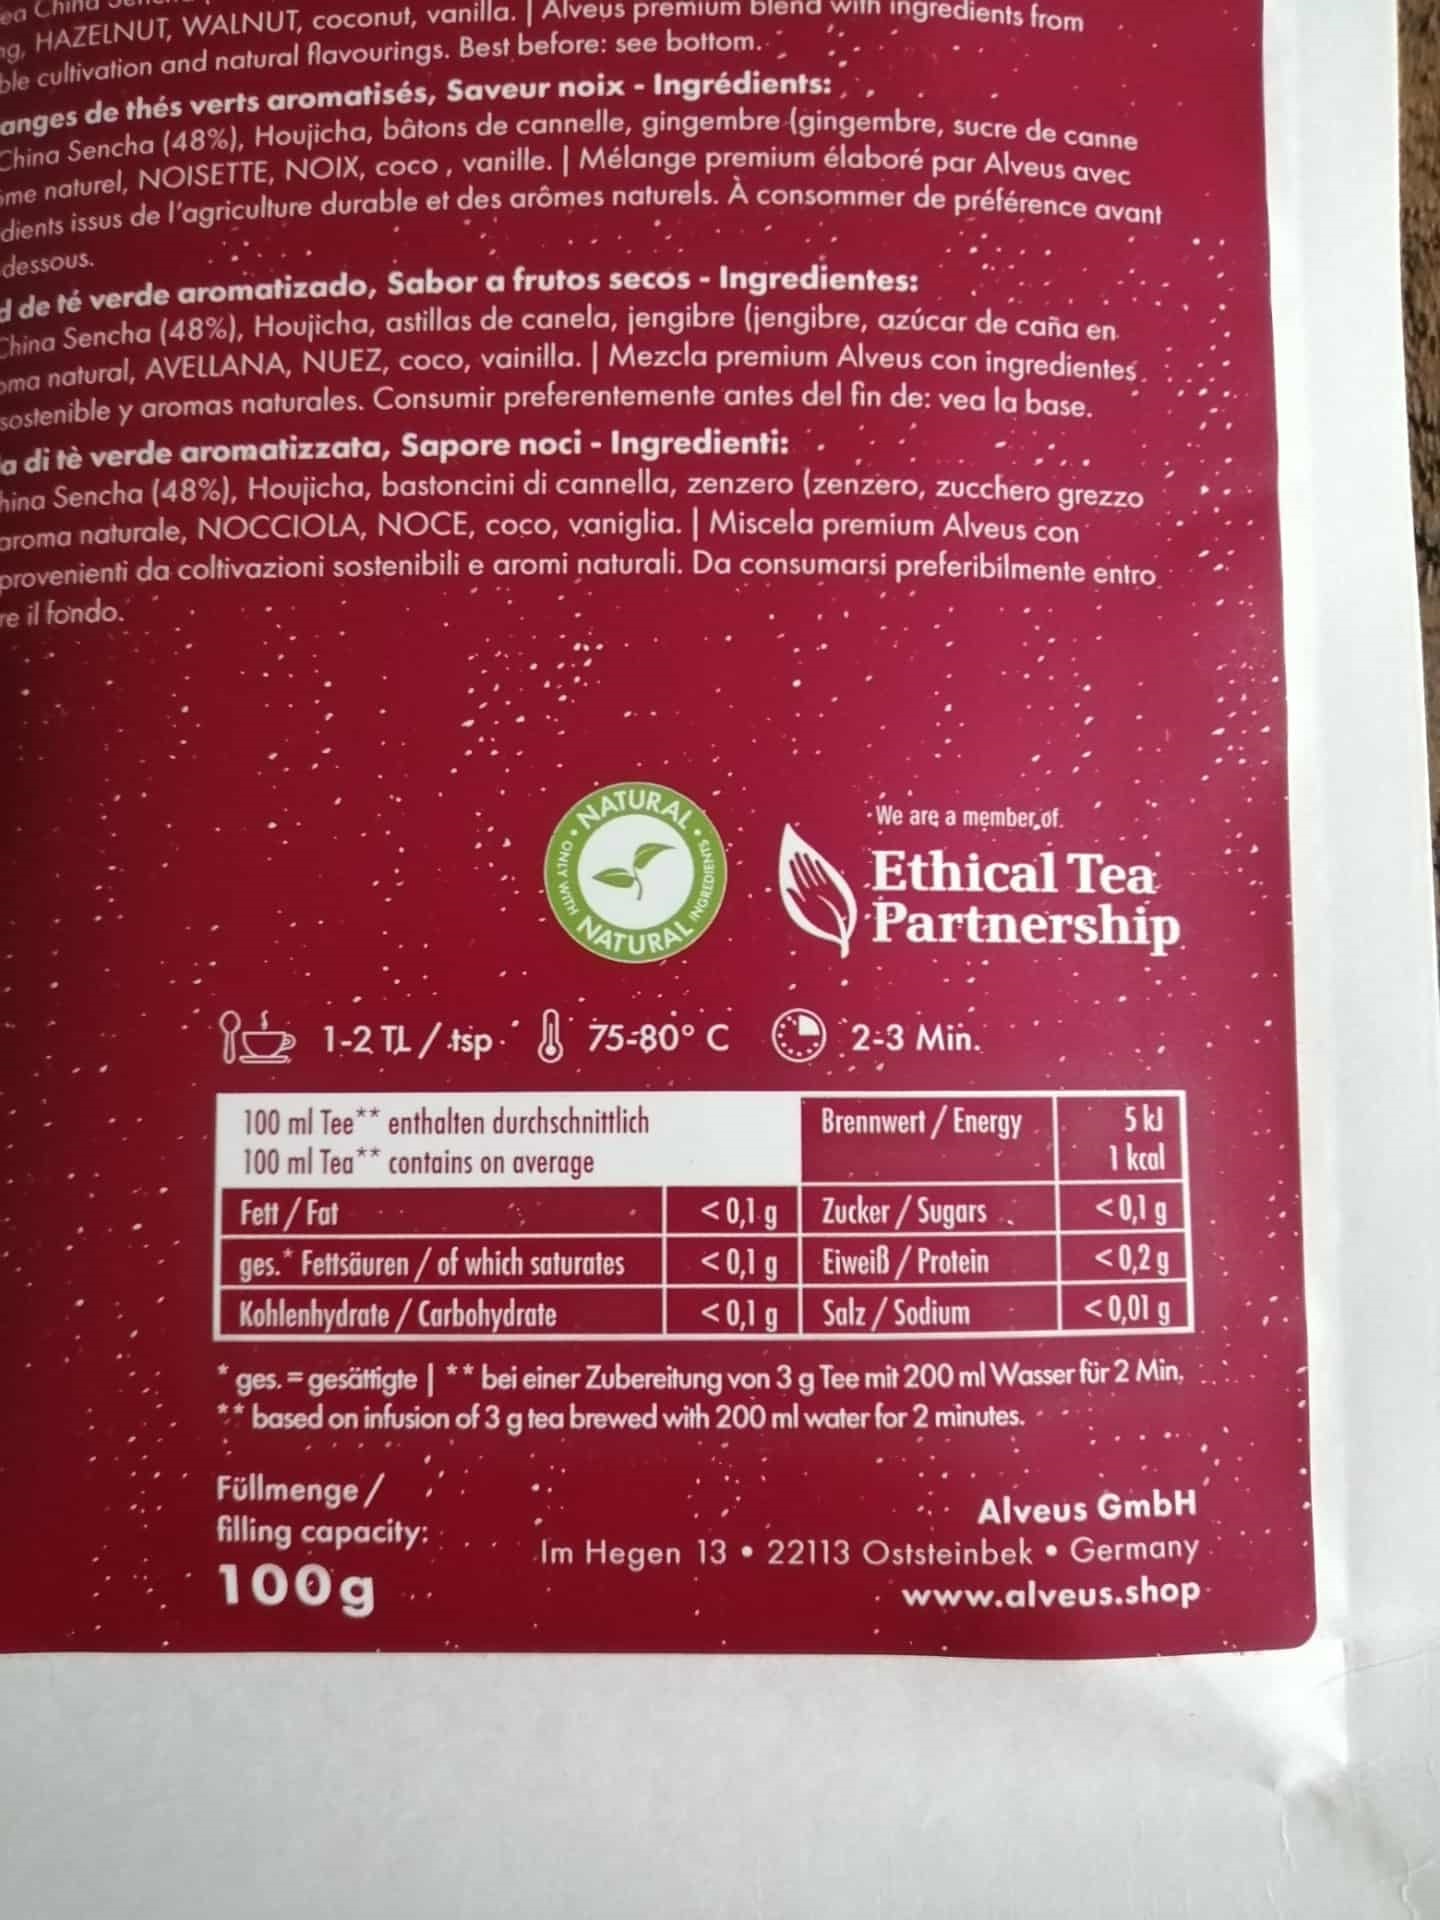 HAZELNUT, WALNUT, coconut, vanilla. | Alveus premium blend with ingredients from
cultivation and natural flavourings. Best before: see bottom.
anges de thés verts aromatisés, Saveur noix - Ingrédients:
China Sencha (48%), Houjicha, bâtons de cannelle, gingembre (gingembre, sucre de canne
me naturel, NOISETTE, NOIX, coco, vanille. | Mélange premium élaboré par Alveus avec
dients issus de l'agriculture durable et des arômes naturels. À consommer de préférence avant
dessous.
d de té verde aromatizado, Sabor a frutos secos - Ingredientes:
China Sencha (48%), Houjicha, astillas de canela, jengibre (jengibre, azúcar de caña en
oma natural, AVELLANA, NUEZ, coco, vainilla. | Mezcla premium Alveus con ingredientes
sostenible y aromas naturales. Consumir preferentemente antes del fin de: vea la base.
a di tè verde aromatizzata, Sapore noci - Ingredienti:
hina Sencha (48%), Houjicha, bastoncini di cannella, zenzero (zenzero, zucchero grezzo
aroma naturale, NOCCIOLA, NOCE, coco, vaniglia. | Miscela premium Alveus con
provenienti da coltivazioni sostenibili e aromi naturali. Da consumarsi preferibilmente entro
re il fondo.
NATURAL • ONLY WITH NATURAL INGREDIENTS •
We are a member of
Ethical Tea
Partnership
1-2 TL / tsp 75-80° C 2-3 Min.
100 ml Tee** enthalten durchschnittlich Brennwert / Energy 5 kJ
100 ml Tea** contains on average 1 kcal
Fett / Fat < 0,1 g Zucker / Sugars < 0,1 g
ges.* Fettsäuren / of which saturates < 0,1 g Eiweiß / Protein < 0,2 g
Kohlenhydrate / Carbohydrate < 0,1 g Salz / Sodium < 0,01 g
* ges. = gesättigte | ** bei einer Zubereitung von 3 g Tee mit 200 ml Wasser für 2 Min.
** based on infusion of 3 g tea brewed with 200 ml water for 2 minutes.
Füllmenge /
filling capacity:
100g
Alveus GmbH
Im Hegen 13 • 22113 Oststeinbek • Germany
www.alveus.shop